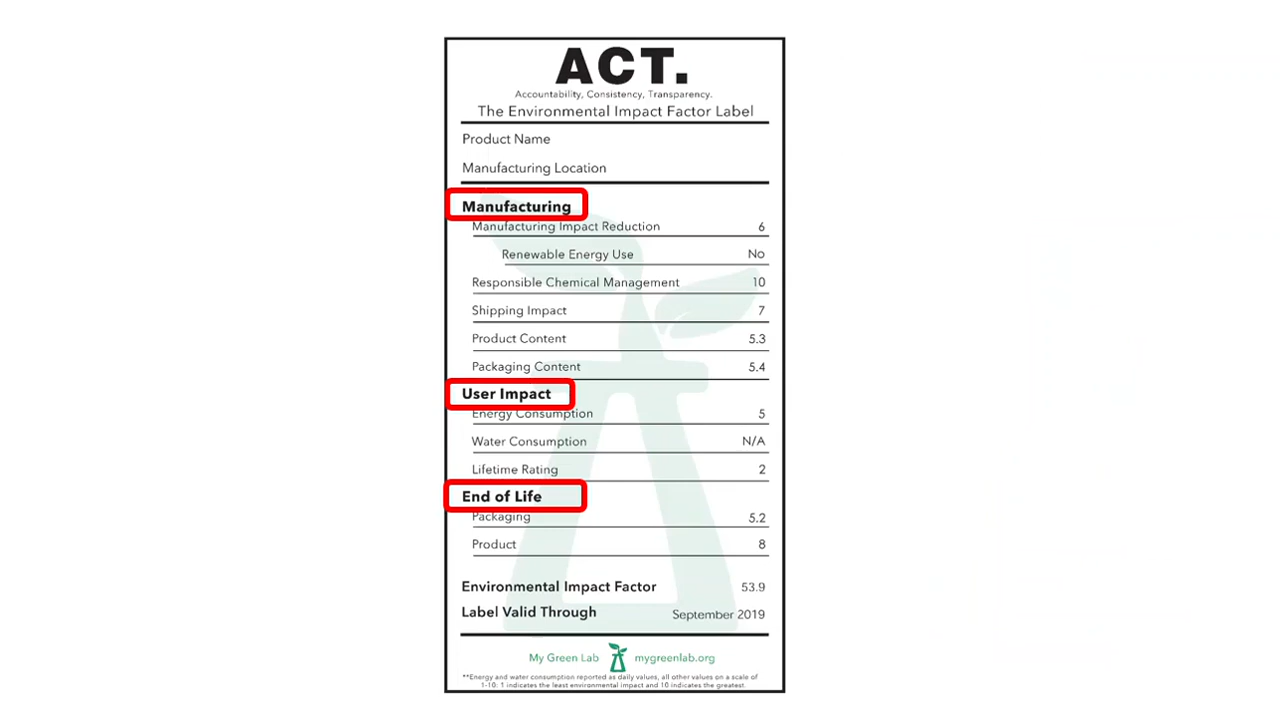 ACT.
Accountability, Consistency, Transparency.
The Environmental Impact Factor Label
Product Name
Manufacturing Location
Manufacturing
Manufacturing Impact Reduction 6
Renewable Energy Use No
Responsible Chemical Management 10
Shipping Impact 7
Product Content 5.3
Packaging Content 5.4
User Impact
Energy Consumption 5
Water Consumption N/A
Lifetime Rating 2
End of Life
Packaging 5.2
Product 8
Environmental Impact Factor 53.9
Label Valid Through September 2019
My Green Lab mygreenlab.org
**Energy and water consumption reported as daily values, all other values on a scale of
1-10: 1 indicates the least environmental impact and 10 indicates the greatest.